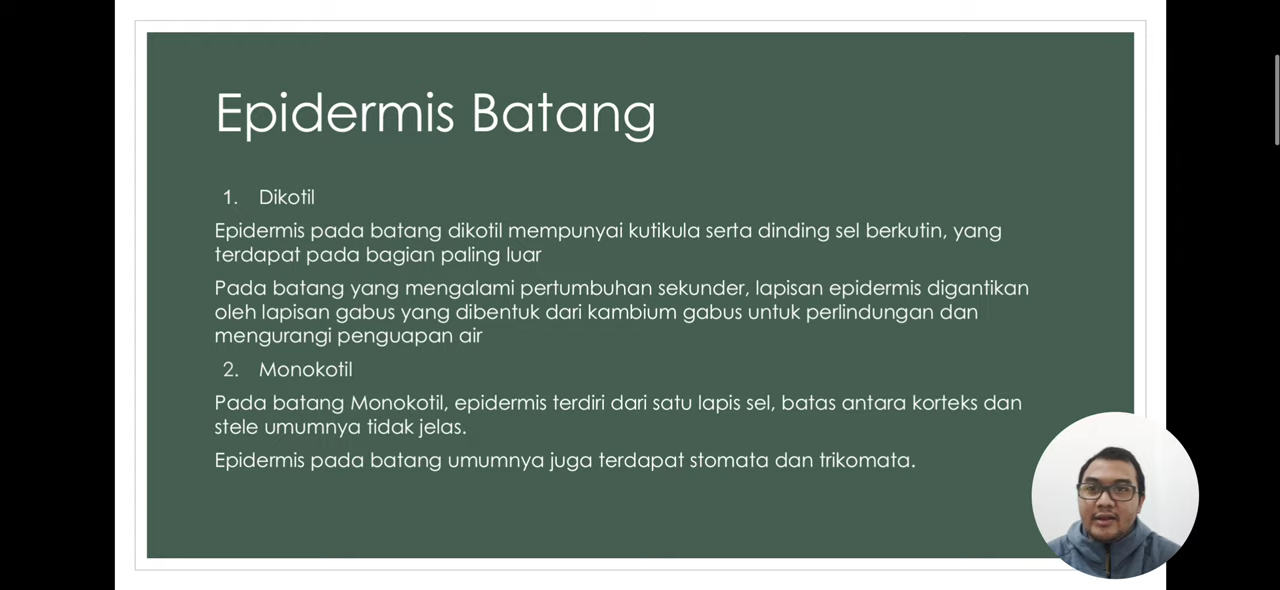 Epidermis Batang
1. Dikotil
Epidermis pada batang dikotil mempunyai kutikula serta dinding sel berkutin, yang
terdapat pada bagian paling luar
Pada batang yang mengalami pertumbuhan sekunder, lapisan epidermis digantikan
oleh lapisan gabus yang dibentuk dari kambium gabus untuk perlindungan dan
mengurangi penguapan air
2. Monokotil
Pada batang Monokotil, epidermis terdiri dari satu lapis sel, batas antara korteks dan
stele umumnya tidak jelas.
Epidermis pada batang umumnya juga terdapat stomata dan trikomata.